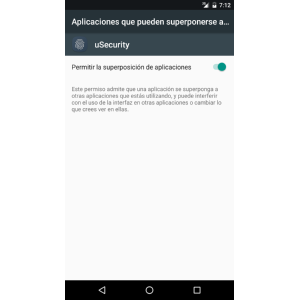 7:12
Aplicaciones que pueden superponerse a…
uSecurity
Permitir la superposición de aplicaciones
Este permiso admite que una aplicación se superponga a
otras aplicaciones que estás utilizando, y puede interferir
con el uso de la interfaz en otras aplicaciones o cambiar lo
que crees ver en ellas.